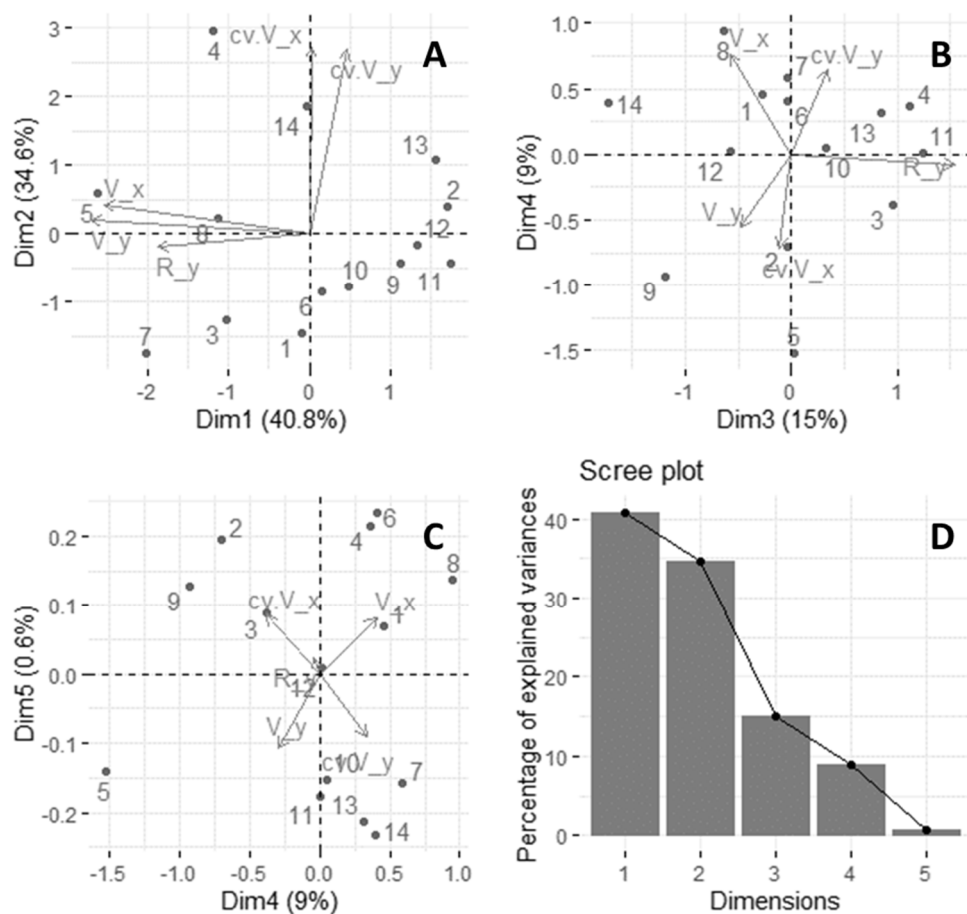 A
3
4
cv.V_x
cv.V_y
2
14
13
1
2
V_x
5
8
12
0
V_y
R_y
10
9
11
6
-1
3
1
7
-2
-1
0
1
Dim2 (34.6%)
Dim1 (40.8%)
B
1.0
V_x
8
7
cv.V_y
0.5
14
1
6
4
13
11
0.0
12
10
R_y
V_y
3
-0.5
2
cv.V_x
9
-1.0
5
-1.5
-1
0
1
Dim4 (9%)
Dim3 (15%)
C
2
6
0.2
4
8
9
cv.V_x
V_x
1
0.1
3
0.0
R_
12
V_y
-0.1
10
cv.V_y
5
7
11
13
14
-0.2
-1.5
-1.0
-0.5
0.0
0.5
1.0
Dim5 (0.6%)
Dim4 (9%)
Scree plot
D
40
30
20
10
0
1
2
3
4
5
Percentage of explained variances
Dimensions